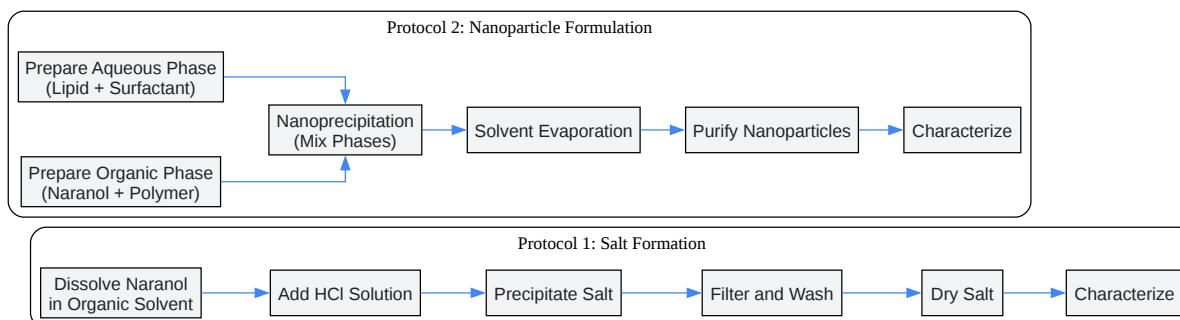 Protocol 2: Nanoparticle Formulation
Prepare Aqueous Phase
(Lipid + Surfactant)
Nanoprecipitation
(Mix Phases)
Solvent Evaporation
Purify Nanoparticles
Characterize
Prepare Organic Phase
(Naranol + Polymer)
Protocol 1: Salt Formation
Dissolve Naranol
in Organic Solvent
Add HCl Solution
Precipitate Salt
Filter and Wash
Dry Salt
Characterize